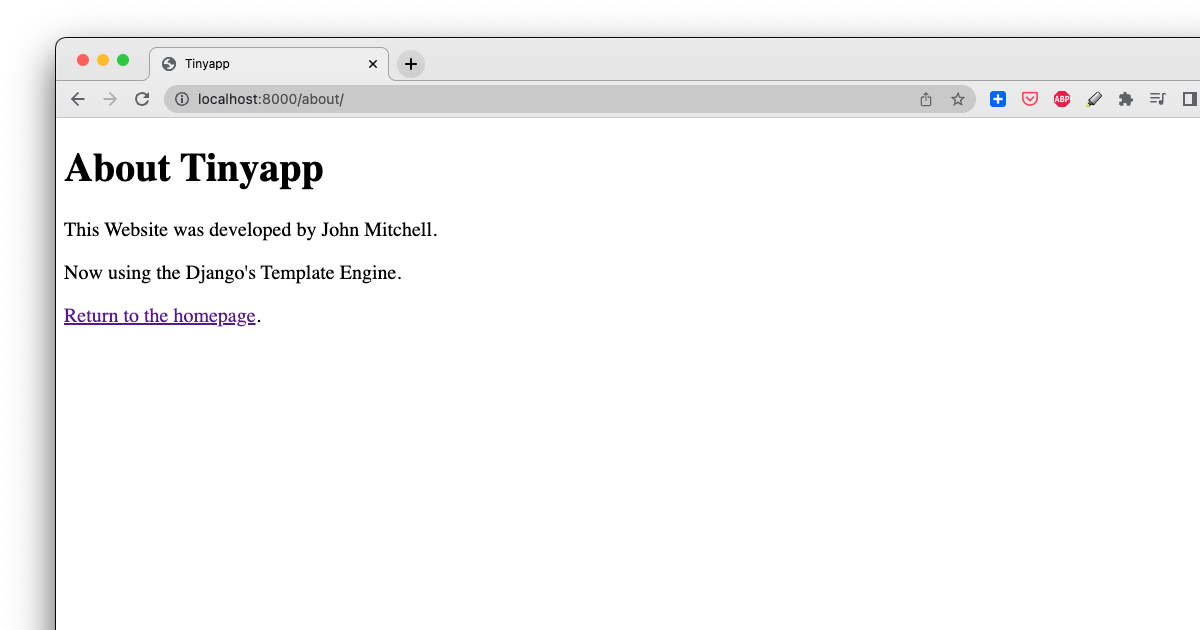 Tinyapp
localhost:8000/about/
ABP
About Tinyapp
This Website was developed by John Mitchell.
Now using the Django's Template Engine.
Return to the homepage.